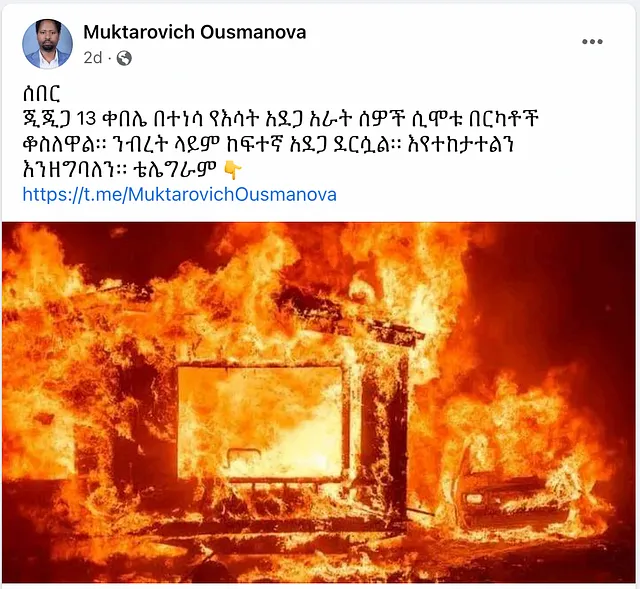 Muktarovich Ousmanova
2d ·
ሰበር
ጂጂጋ 13 ቀበሌ በተነሳ የእሳት አደጋ አራት ሰዎች ሲሞቱ በርካቶች
ቆስለዋል። ንብረት ላይም ከፍተኛ አደጋ ደርሷል። እየተከታተልን
እንዘግባለን። ቴሌግራም 👇
https://t.me/MuktarovichOusmanova